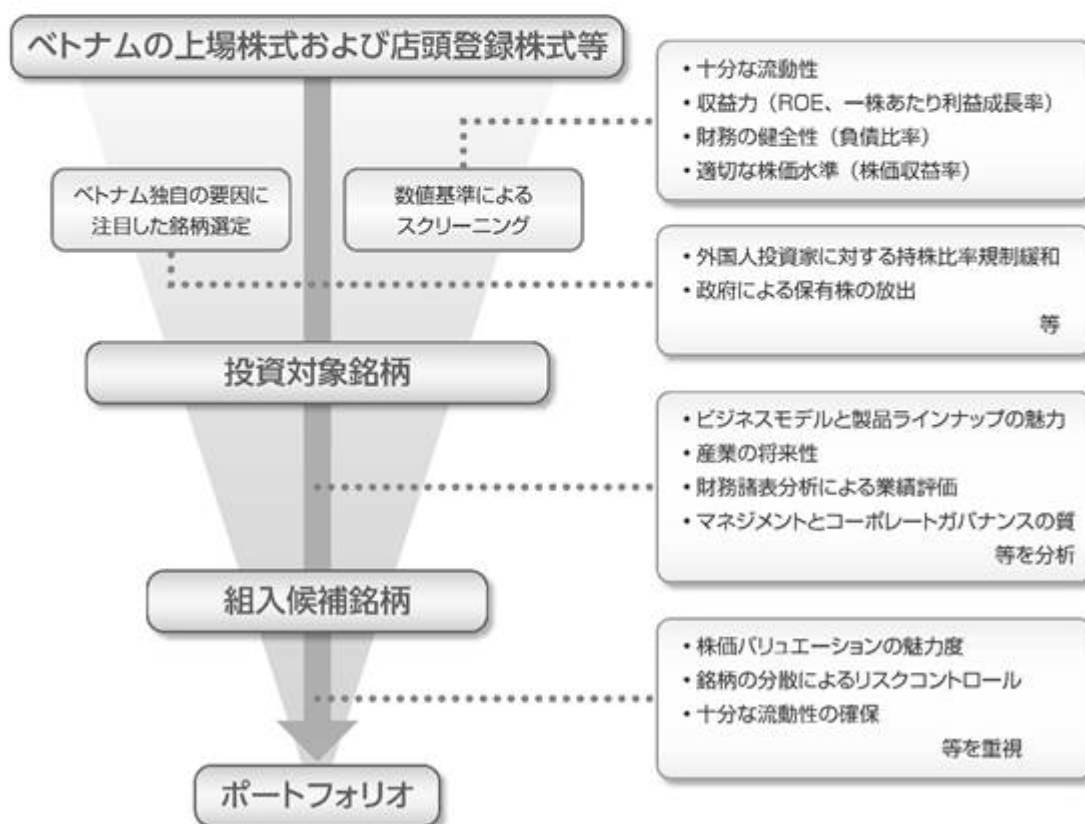 ベトナムの上場株式および店頭登録株式等
・十分な流動性
・収益力（ROE、一株あたり利益成長率）
・財務の健全性（負債比率）
・適切な株価水準（株価収益率）
ベトナム独自の要因に
注目した銘柄選定
数値基準による
スクリーニング
・外国人投資家に対する持株比率規制緩和
・政府による保有株の放出
等
投資対象銘柄
・ビジネスモデルと製品ラインナップの魅力
・産業の将来性
・財務諸表分析による業績評価
・マネジメントとコーポレートガバナンスの質
等を分析
組入候補銘柄
・株価バリュエーションの魅力度
・銘柄の分散によるリスクコントロール
・十分な流動性の確保
等を重視
ポートフォリオ